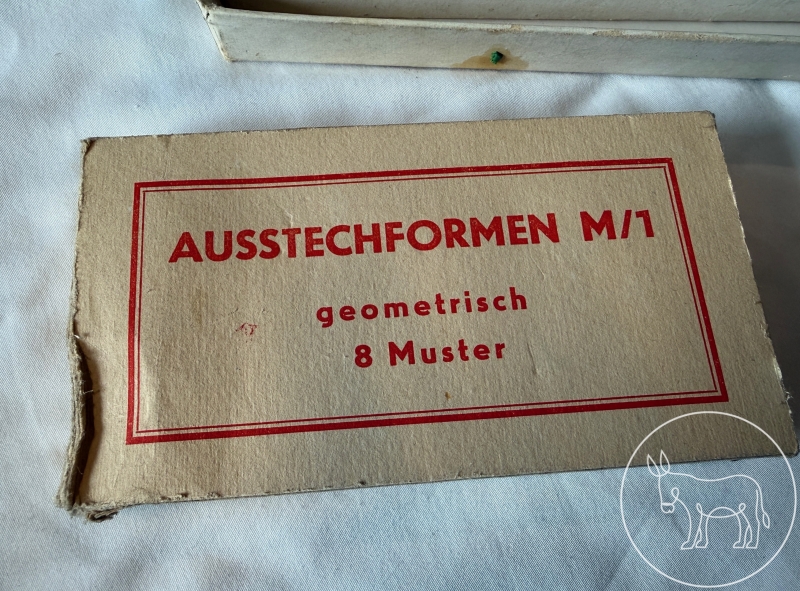 AUSSTECHFORMEN M/1
geometrisch
8 Muster